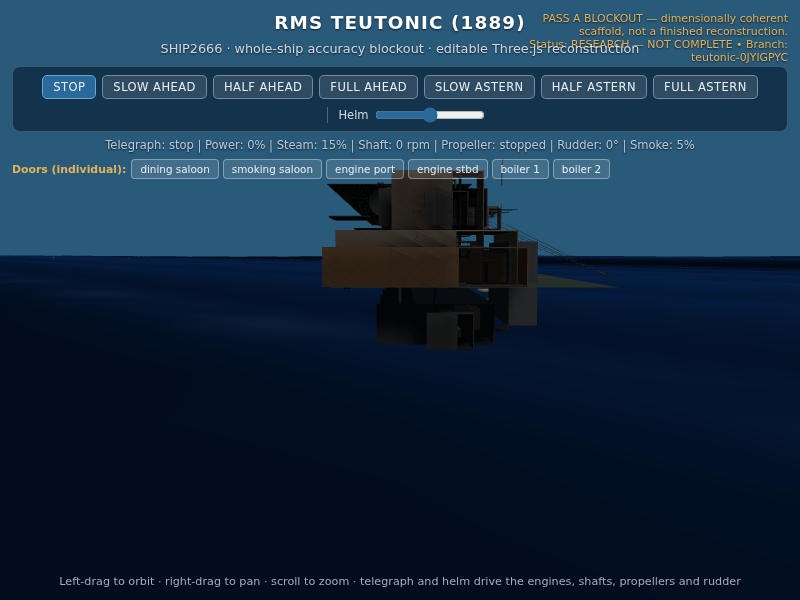 RMS TEUTONIC (1889)
PASS A BLOCKOUT — dimensionally coherent
scaffold, not a finished reconstruction.
Status: RESEARCH — NOT COMPLETE • Branch:
teutonic-0JYIGPYC
SHIP2666 · whole-ship accuracy blockout · editable Three.js reconstruction
STOP SLOW AHEAD HALF AHEAD FULL AHEAD SLOW ASTERN HALF ASTERN FULL ASTERN
Helm
Telegraph: stop | Power: 0% | Steam: 15% | Shaft: 0 rpm | Propeller: stopped | Rudder: 0° | Smoke: 5%
Doors (individual): dining saloon smoking saloon engine port engine stbd boiler 1 boiler 2
Left-drag to orbit · right-drag to pan · scroll to zoom · telegraph and helm drive the engines, shafts, propellers and rudder